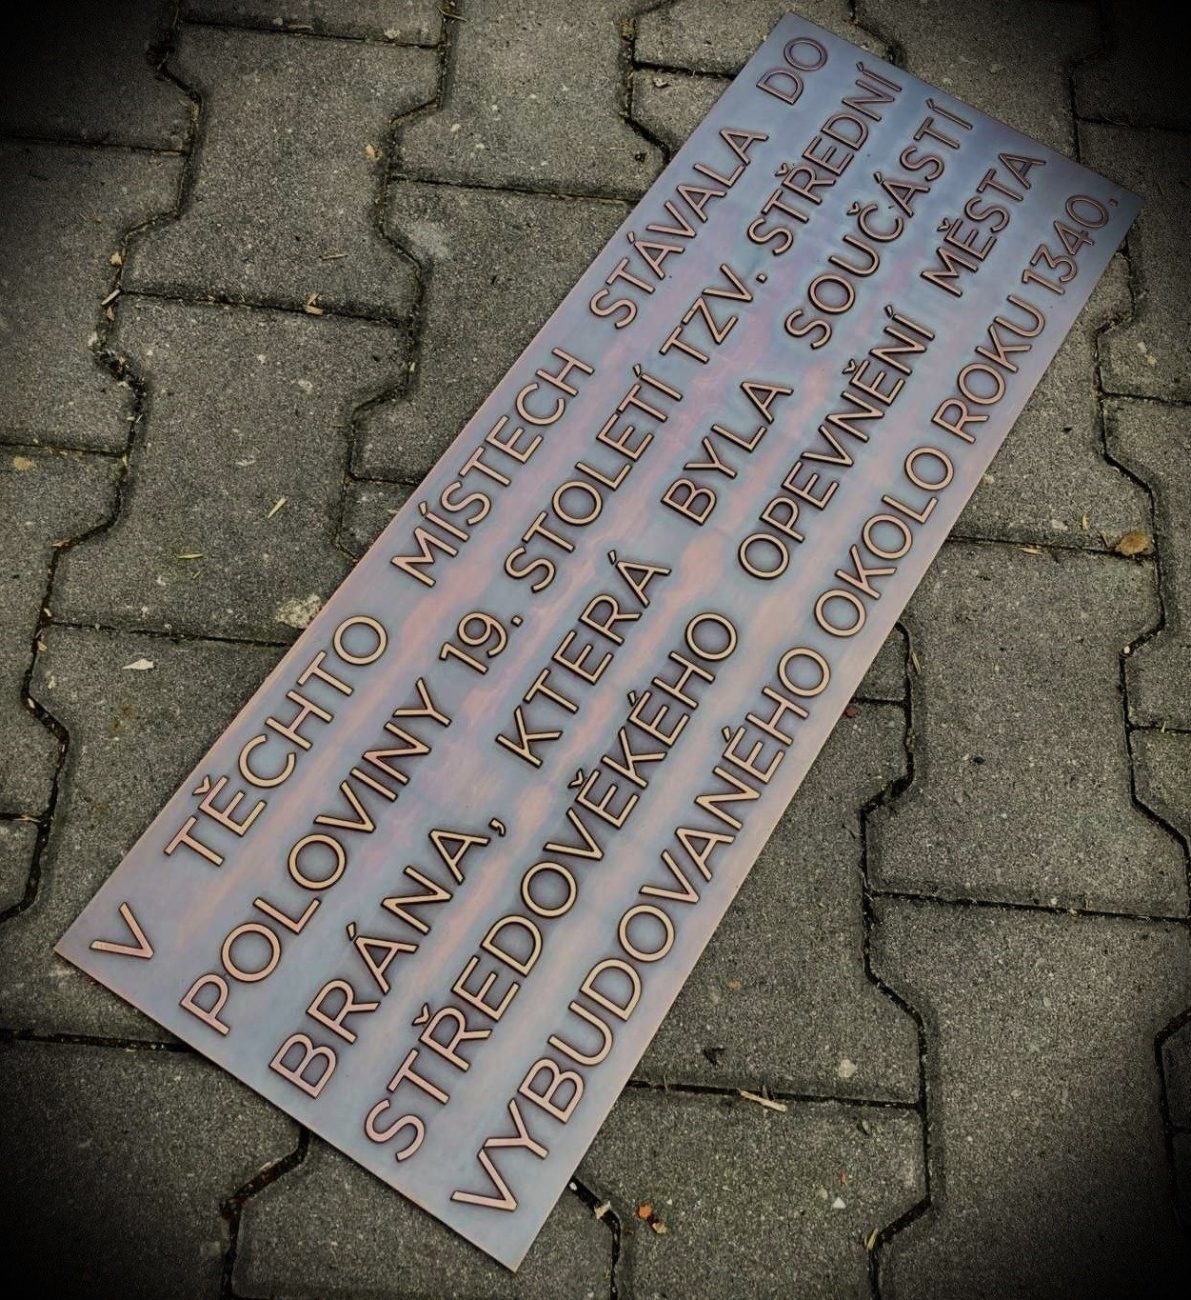 V TĚCHTO MÍSTECH STÁVALA DO
POLOVINY 19. STOLETÍ TZV. STŘEDNÍ
BRÁNA, KTERÁ BYLA SOUČÁSTÍ
STŘEDOVĚKÉHO OPEVNĚNÍ MĚSTA
VYBUDOVANÉHO OKOLO ROKU 1340.